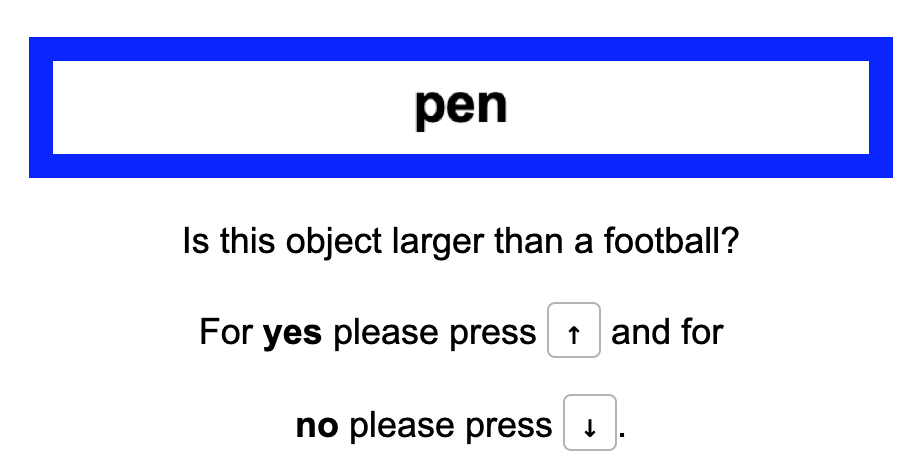 pen
Is this object larger than a football?
For yes please press ↑ and for
no please press ↓.